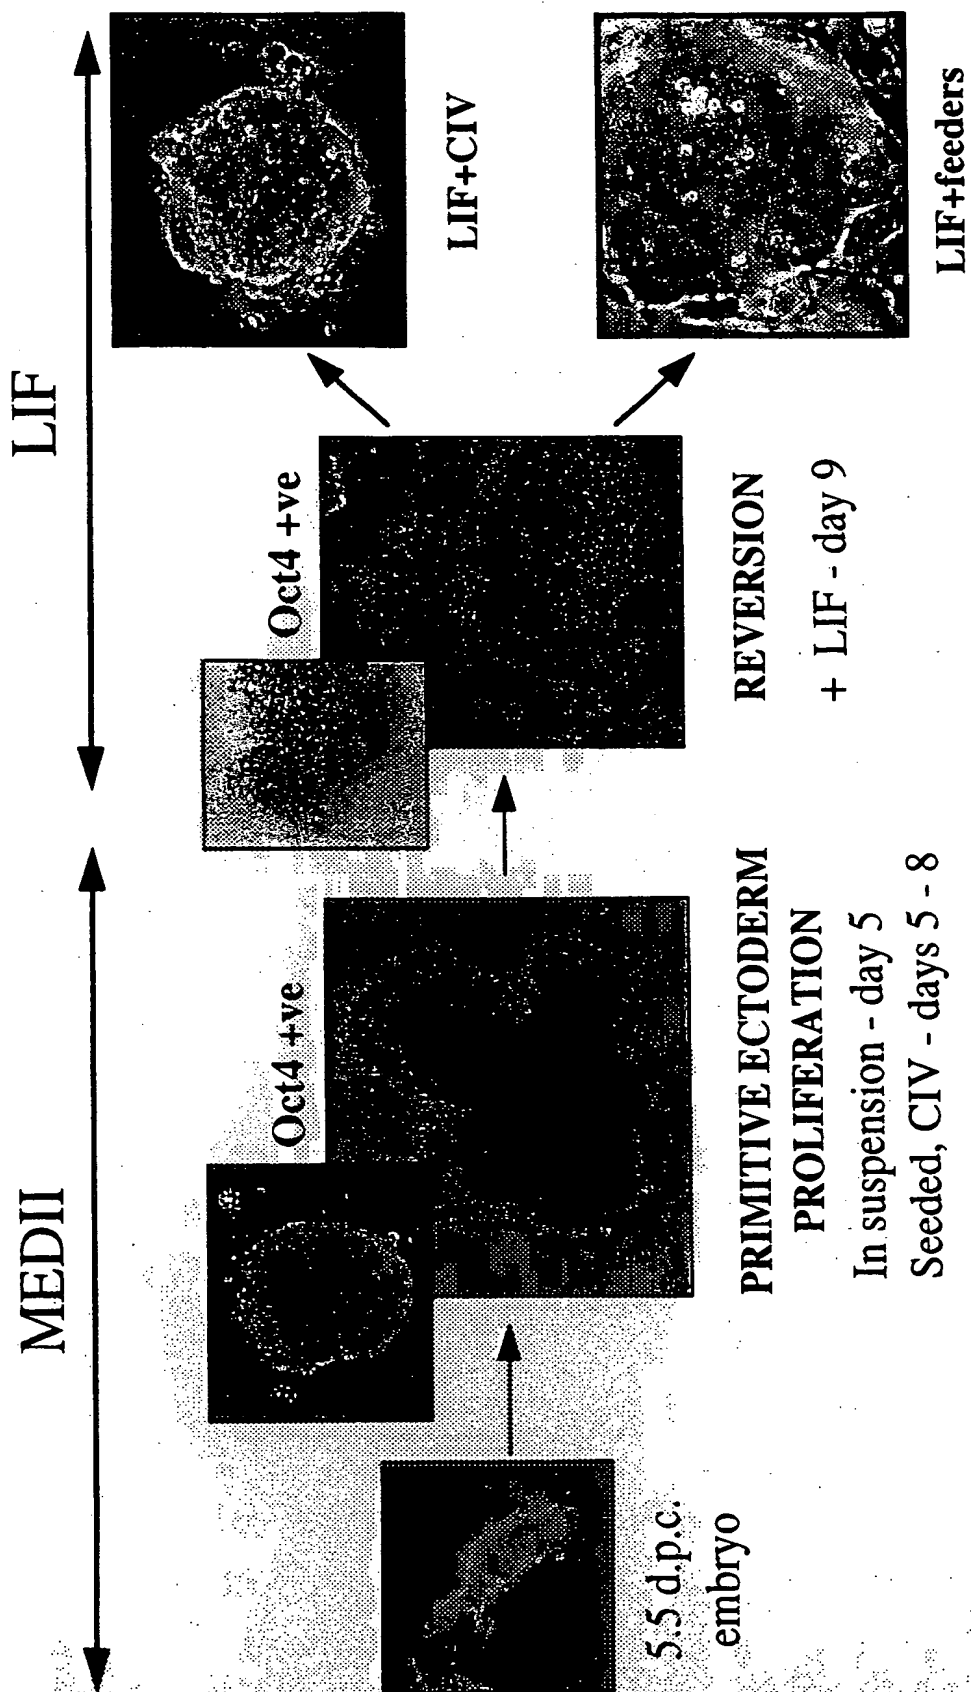 MEDII
LIF
Oct4 +ve
Oct4 +ve
5.5 d.p.c.
embryo
PRIMITIVE ECTODERM
PROLIFERATION
In suspension - day 5
Seeded, CIV - days 5 - 8
REVERSION
+ LIF - day 9
LIF+CIV
LIF+feeders